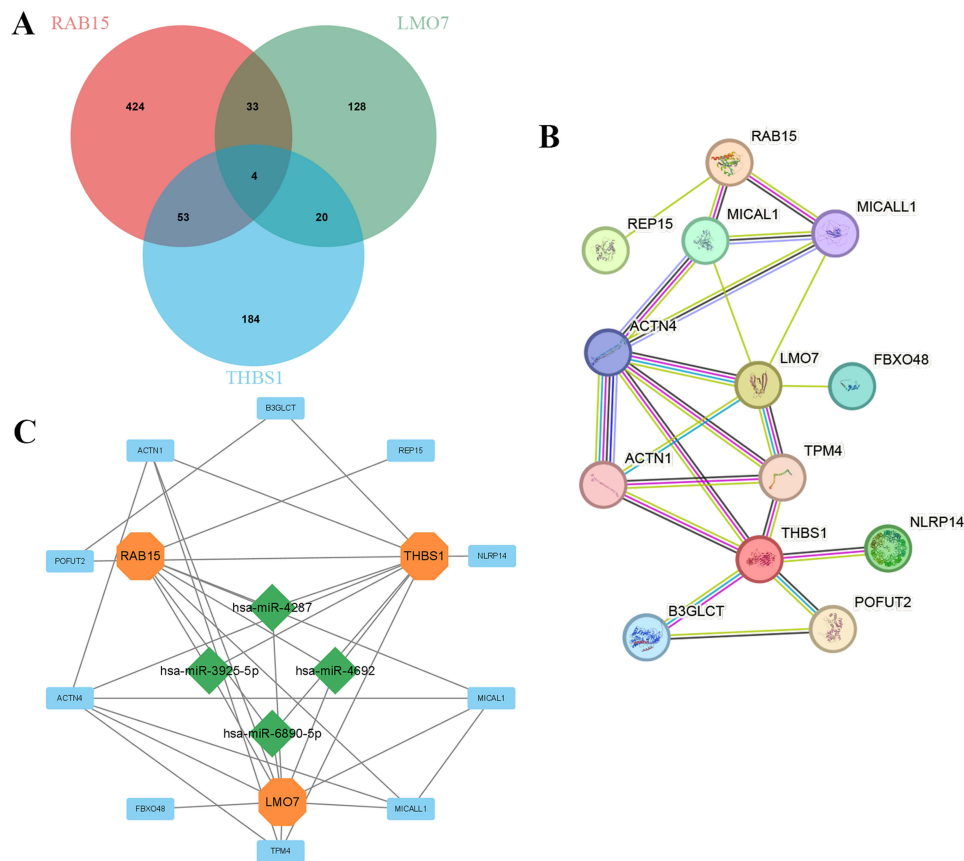 A
RAB15
LMO7
424
33
128
4
53
20
184
THBS1
B
RAB15
REP15
MICAL1
MICALL1
ACTN4
LMO7
FBXO48
ACTN1
TPM4
THBS1
NLRP14
B3GLCT
POFUT2
C
B3GLCT
ACTN1
REP15
POFUT2
RAB15
THBS1
NLRP14
hsa-miR-4287
hsa-miR-3925-5p
hsa-miR-4692
ACTN4
MICAL1
hsa-miR-6890-5p
FBXO48
LMO7
MICALL1
TPM4